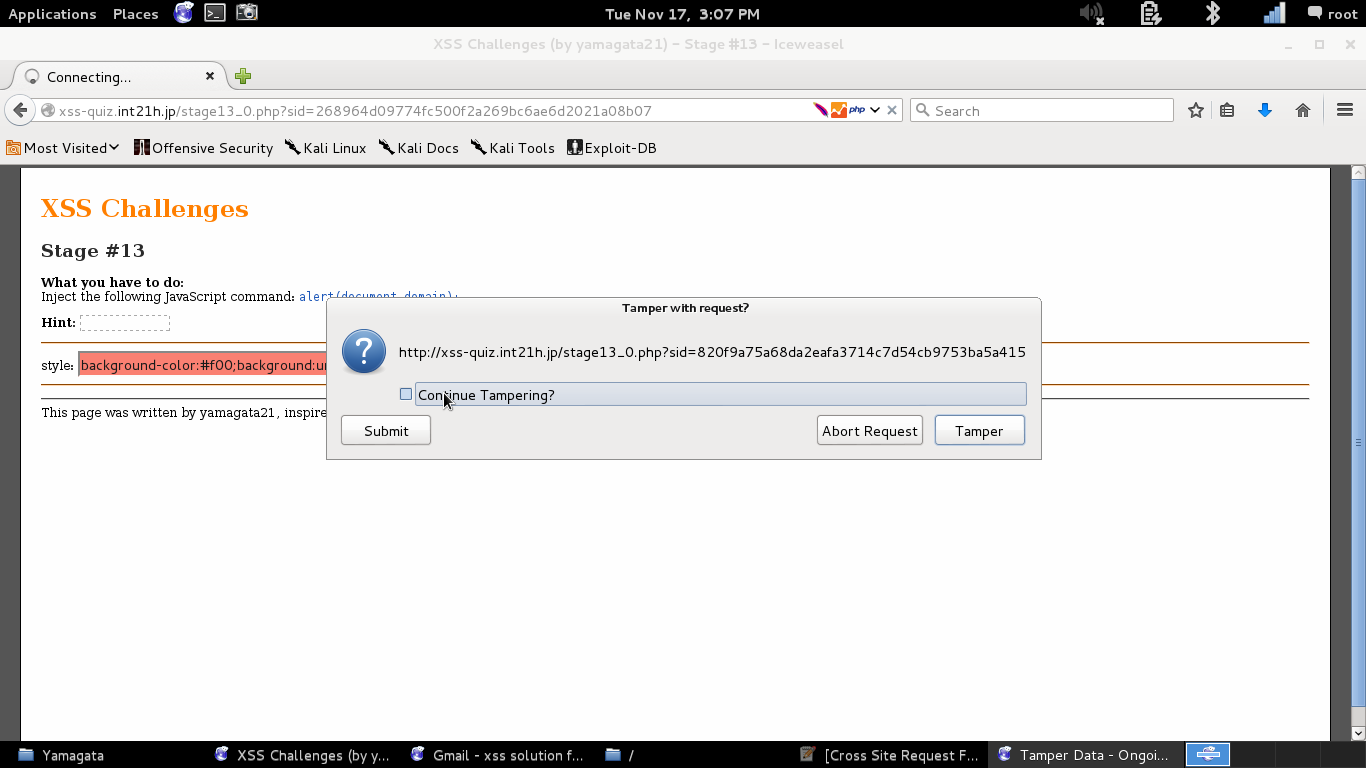 Applications Places Tue Nov 17, 3:07 PM root
XSS Challenges (by yamagata21) – Stage #13 – Iceweasel
Connecting...
xss-quiz.int21h.jp/stage13_0.php?sid=268964d09774fc500f2a269bc6ae6d2021a08b07 php Search
Most Visited Offensive Security Kali Linux Kali Docs Kali Tools Exploit-DB
XSS Challenges
Stage #13
What you have to do:
Inject the following JavaScript command: alert(document.domain);
Hint:
style: background-color:#f00;background:u
This page was written by yamagata21, inspire
Tamper with request?
http://xss-quiz.int21h.jp/stage13_0.php?sid=820f9a75a68da2eafa3714c7d54cb9753ba5a415
Continue Tampering?
Submit Abort Request Tamper
Yamagata XSS Challenges (by y... Gmail - xss solution f... / [Cross Site Request F... Tamper Data - Ongoi...